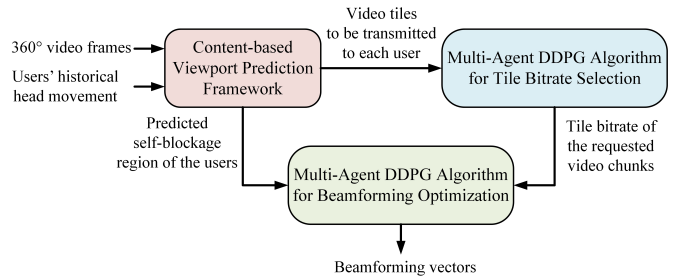 360° video frames
Users' historical
head movement
Content-based
Viewport Prediction
Framework
Video tiles
to be transmitted
to each user
Multi-Agent DDPG Algorithm
for Tile Bitrate Selection
Predicted
self-blockage
region of the users
Tile bitrate of
the requested
video chunks
Multi-Agent DDPG Algorithm
for Beamforming Optimization
Beamforming vectors